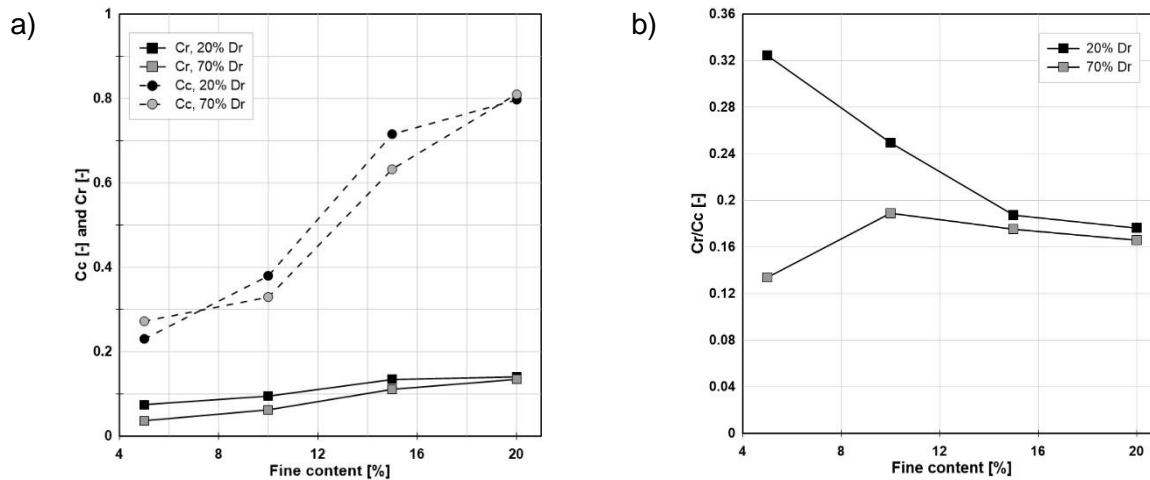 a)
1
0.8
0.6
0.4
0.2
0
Cc [-] and Cr [-]
Cr, 20% Dr
Cr, 70% Dr
Cc, 20% Dr
Cc, 70% Dr
4 8 12 16 20
Fine content [%]
b)
0.36
0.32
0.28
0.24
0.2
0.16
0.12
0.08
0.04
0
Cr/Cc [-]
20% Dr
70% Dr
4 8 12 16 20
Fine content [%]